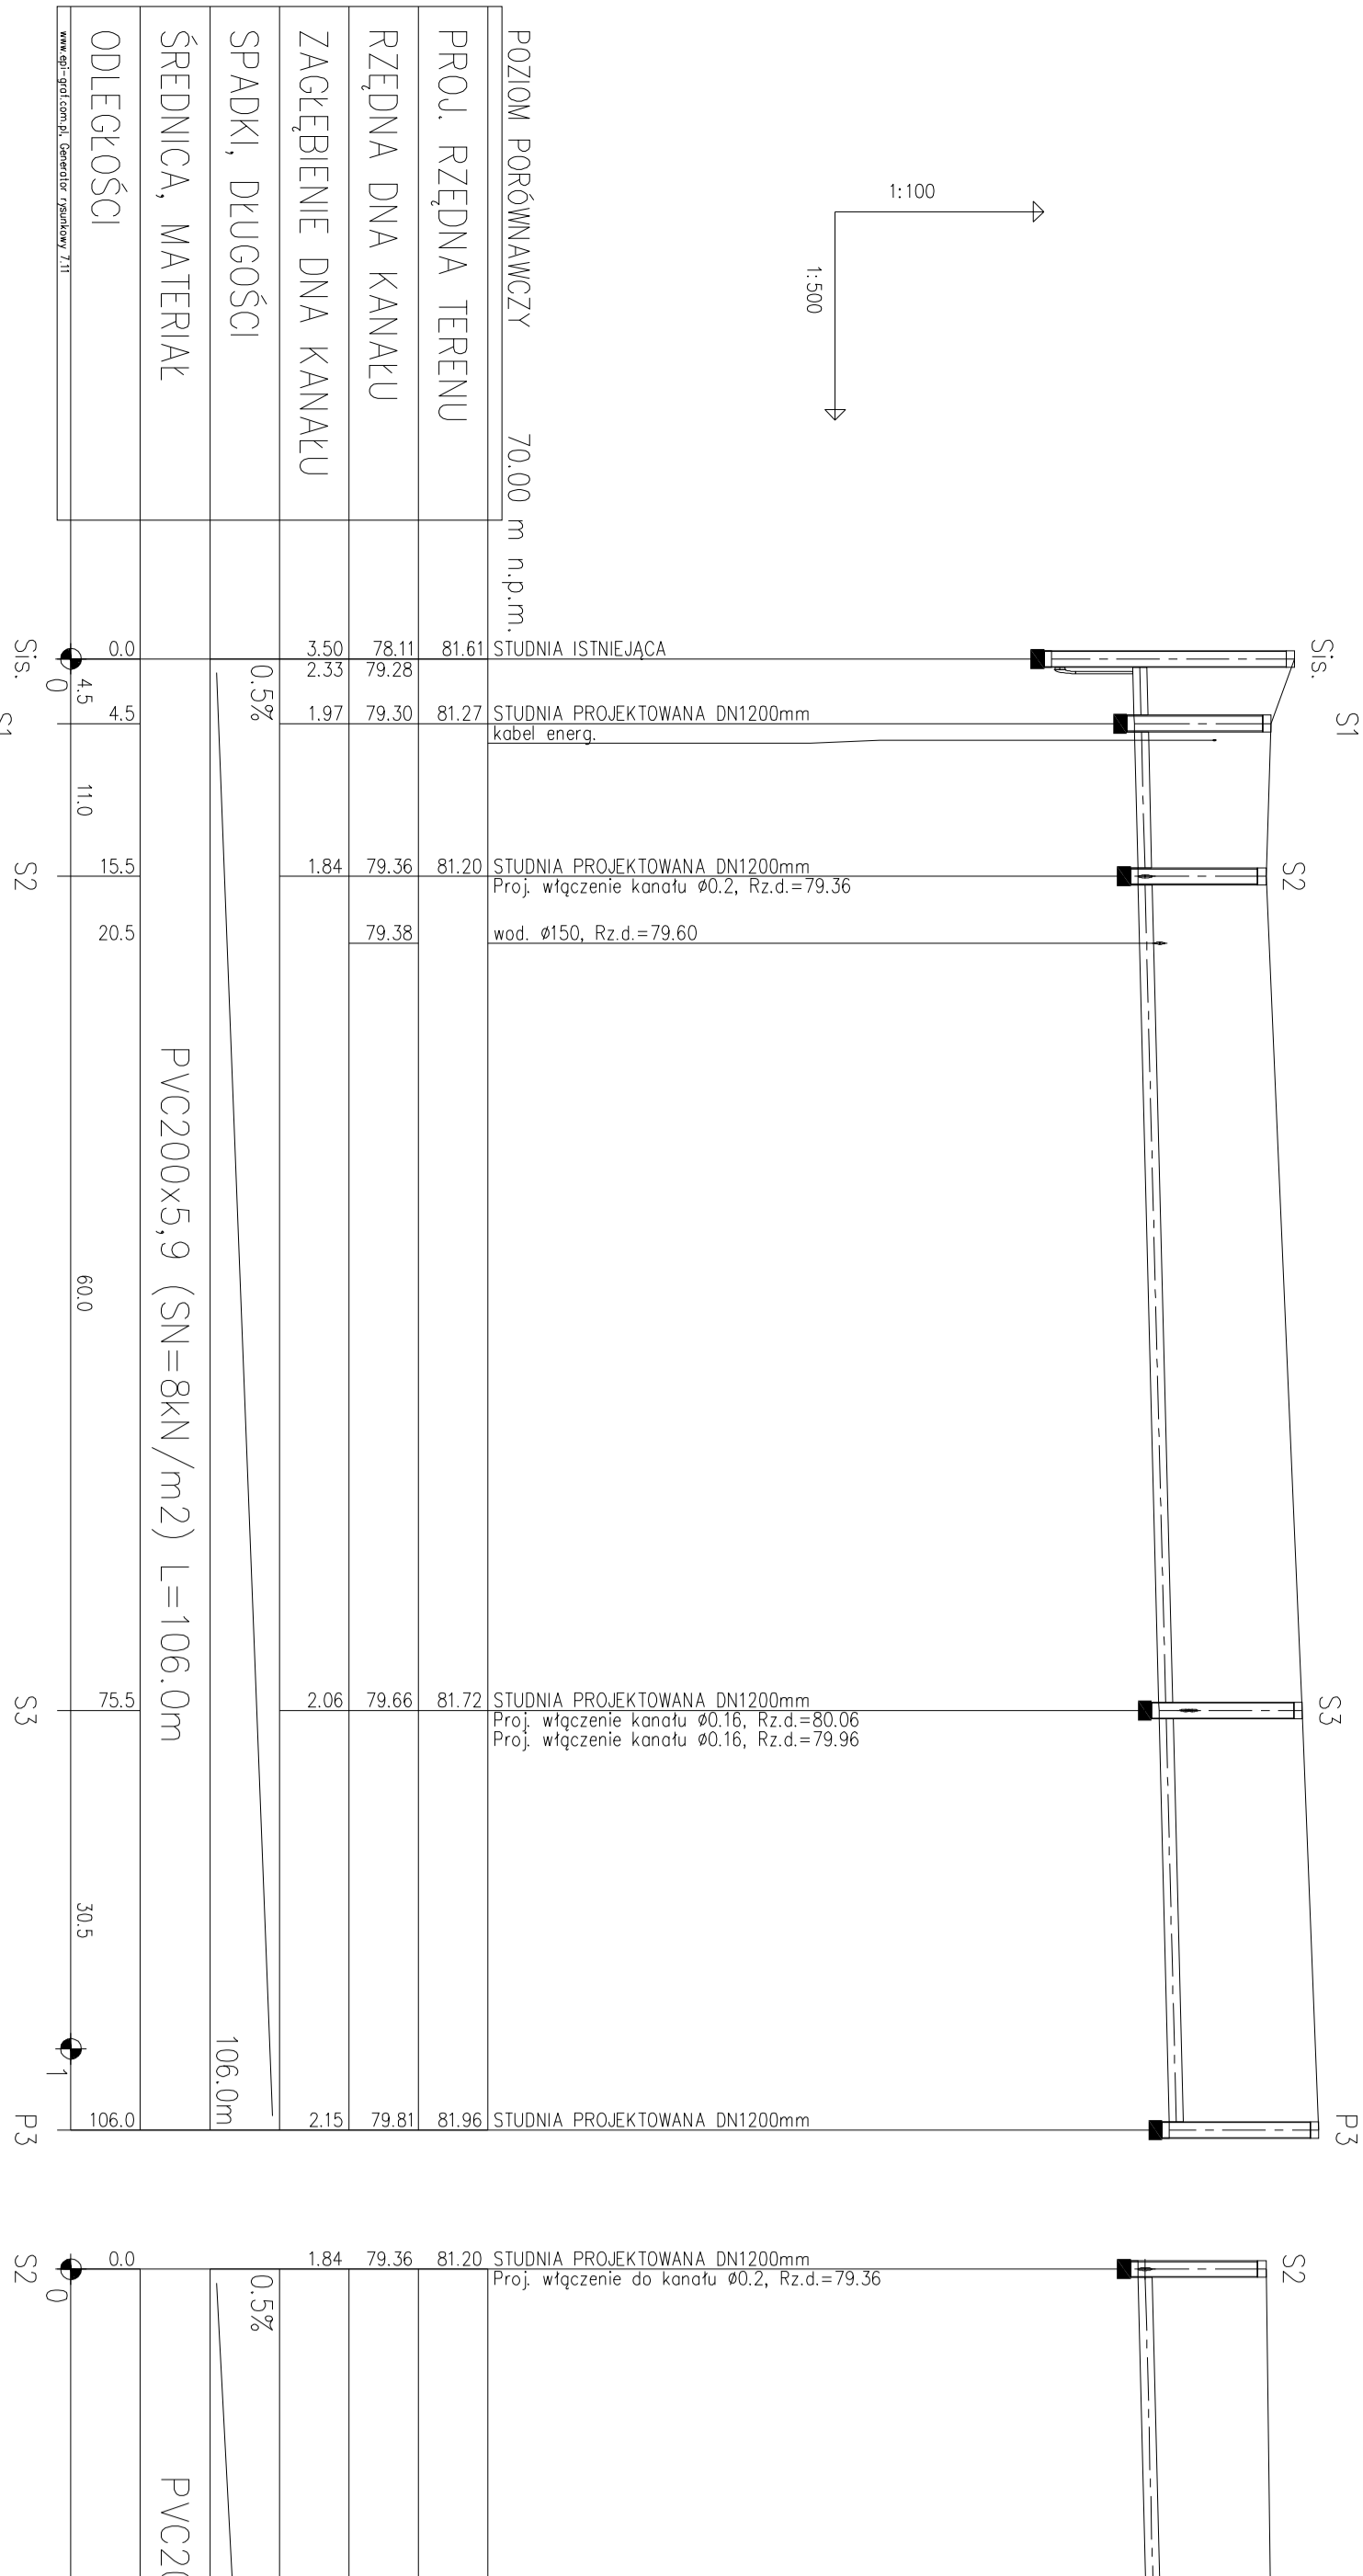 1:100
1:500
Sis.
S1
S2
S3
P3
S2
POZIOM PORÓWNAWCZY 70.00 m n.p.m.
STUDNIA ISTNIEJĄCA
STUDNIA PROJEKTOWANA DN1200mm
kabel energ.
STUDNIA PROJEKTOWANA DN1200mm
Proj. włączenie kanału ø0.2, Rz.d.=79.36
wod. ø150, Rz.d.=79.60
STUDNIA PROJEKTOWANA DN1200mm
Proj. włączenie kanału ø0.16, Rz.d.=80.06
Proj. włączenie kanału ø0.16, Rz.d.=79.96
STUDNIA PROJEKTOWANA DN1200mm
STUDNIA PROJEKTOWANA DN1200mm
Proj. włączenie do kanału ø0.2, Rz.d.=79.36
PROJ. RZĘDNA TERENU
81.61 81.27 81.20 81.72 81.96 81.20
RZĘDNA DNA KANAŁU
78.11 79.28 79.30 79.36 79.38 79.66 79.81 79.36
ZAGŁĘBIENIE DNA KANAŁU
3.50 2.33 1.97 1.84 2.06 2.15 1.84
SPADKI, DŁUGOŚCI
0.5% 106.0m 0.5%
ŚREDNICA, MATERIAŁ
PVC200x5,9 (SN=8kN/m2) L=106.0m
ODLEGŁOŚCI
0.0 4.5 15.5 20.5 75.5 106.0 0.0
4.5 11.0 60.0 30.5
0 1 0
www.epi-graf.com.pl, Generator rysunkowy 7.11
Sis.
S1
S2
S3
P3
S2